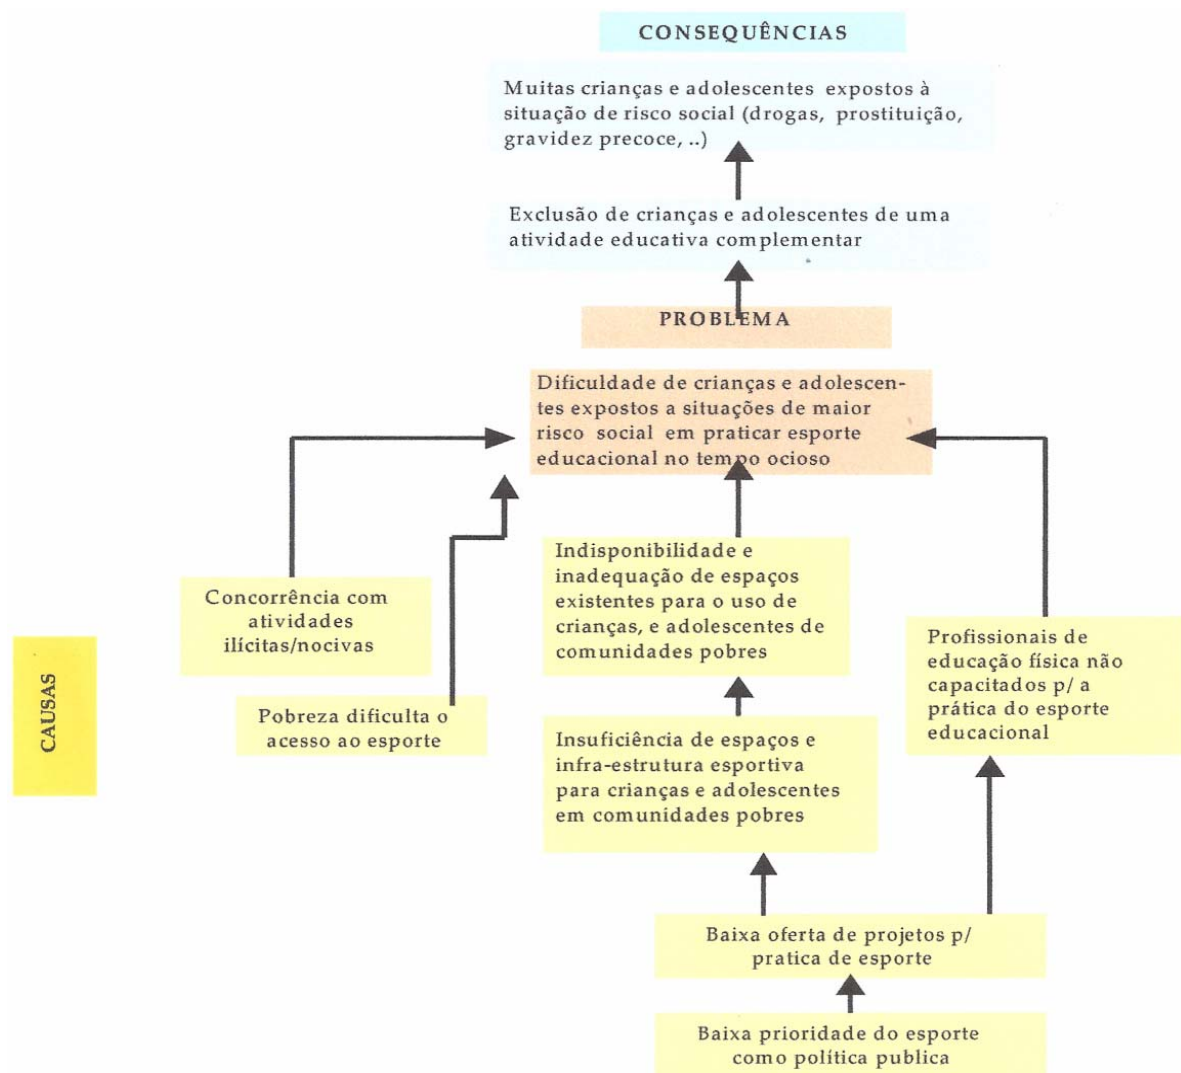 CONSEQUÊNCIAS
Muitas crianças e adolescentes expostos à
situação de risco social (drogas, prostituição,
gravidez precoce, ..)
Exclusão de crianças e adolescentes de uma
atividade educativa complementar
PROBLEMA
Dificuldade de crianças e adolescen-
tes expostos a situações de maior
risco social em praticar esporte
educacional no tempo ocioso
Concorrência com
atividades
ilícitas/nocivas
Pobreza dificulta o
acesso ao esporte
Indisponibilidade e
inadequação de espaços
existentes para o uso de
crianças, e adolescentes de
comunidades pobres
Insuficiência de espaços e
infra-estrutura esportiva
para crianças e adolescentes
em comunidades pobres
Profissionais de
educação física não
capacitados p/ a
prática do esporte
educacional
CAUSAS
Baixa oferta de projetos p/
pratica de esporte
Baixa prioridade do esporte
como política publica